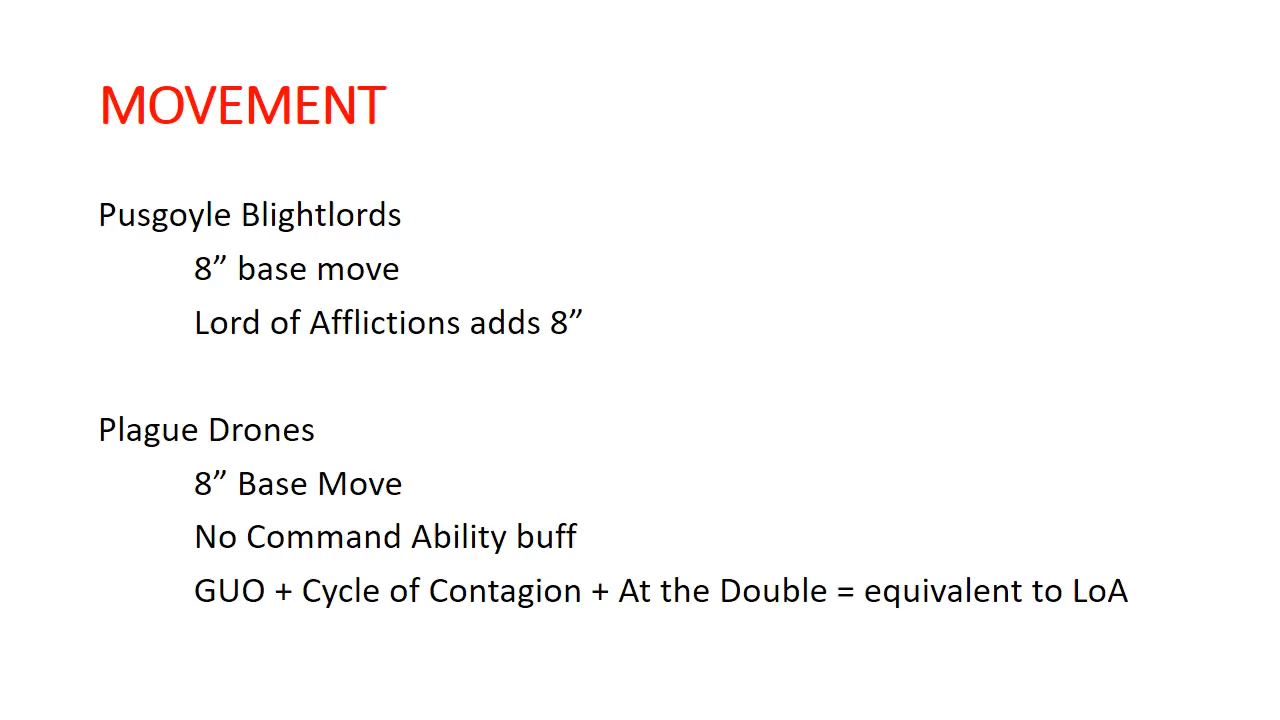 MOVEMENT
Pusgoyle Blightlords
8” base move
Lord of Afflictions adds 8”
Plague Drones
8” Base Move
No Command Ability buff
GUO + Cycle of Contagion + At the Double = equivalent to LoA